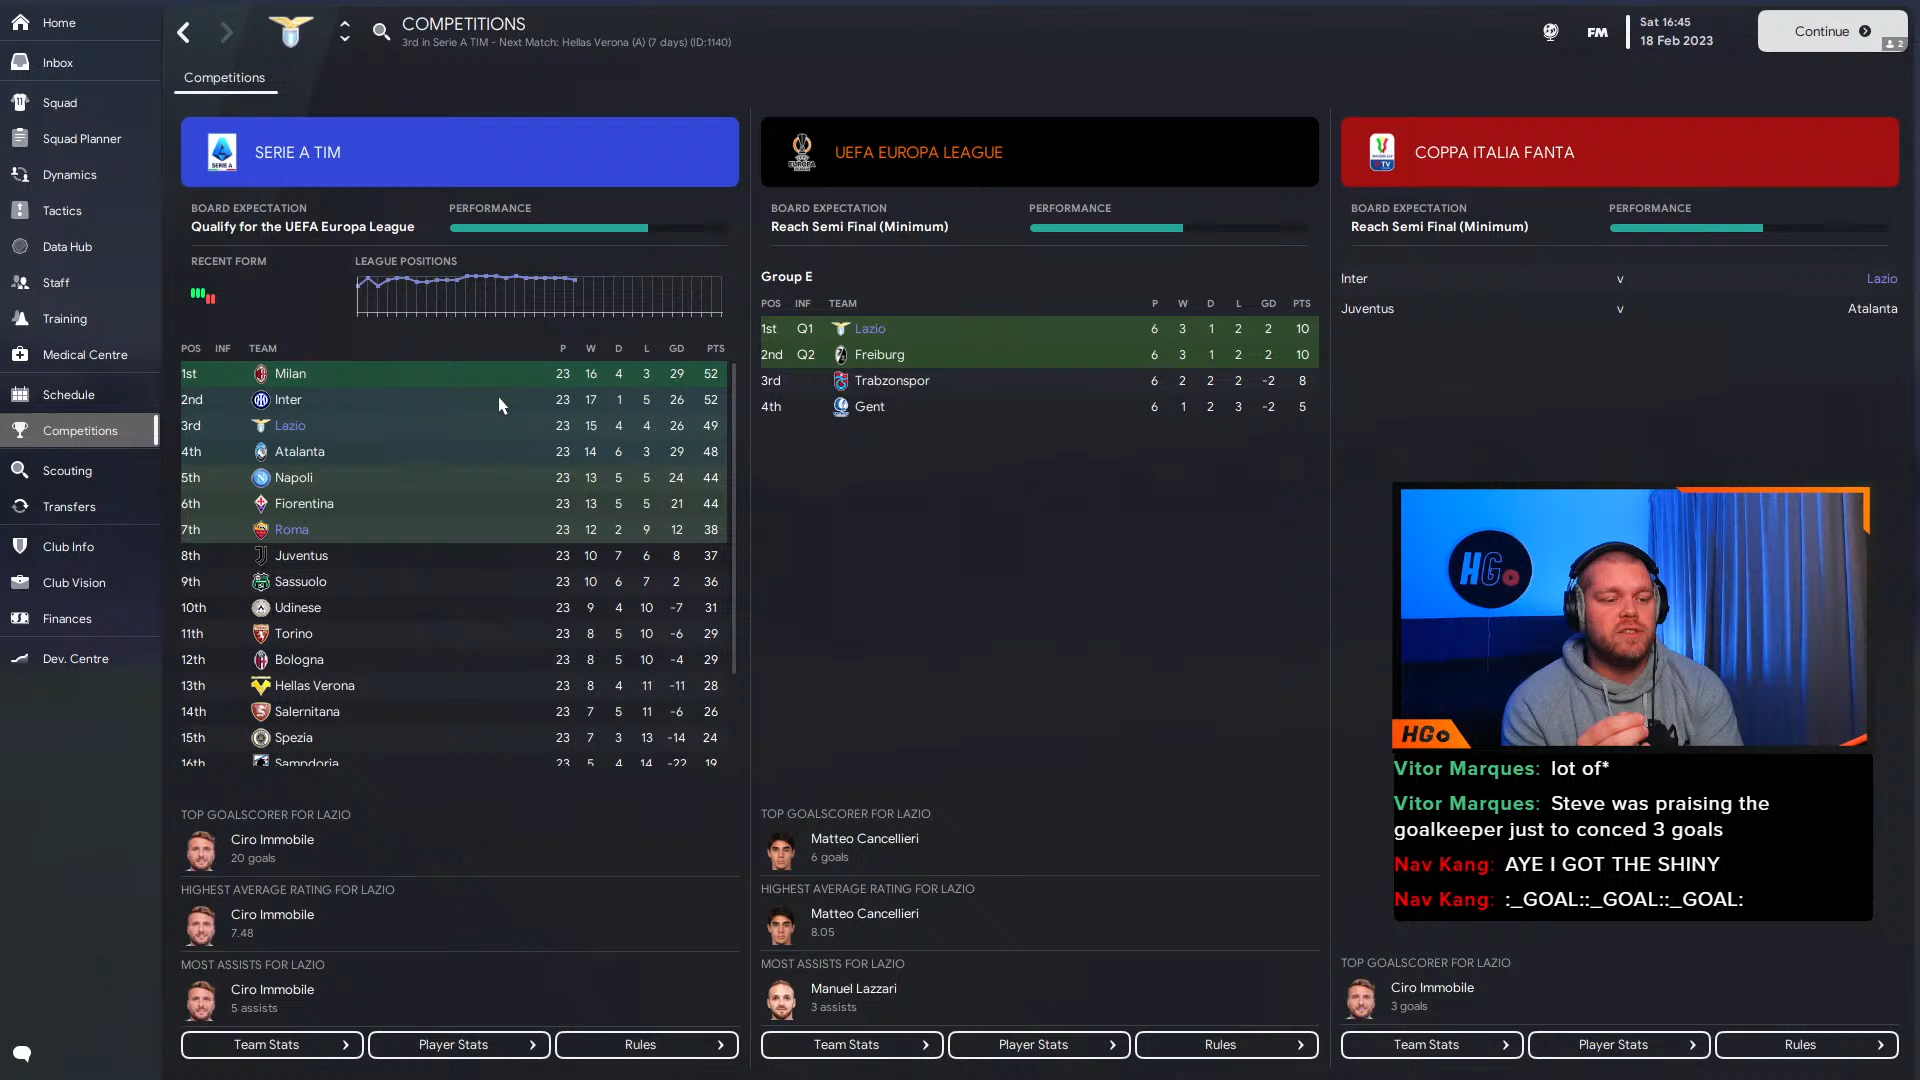 Home
Inbox
Squad
Squad Planner
Dynamics
Tactics
Data Hub
Staff
Training
Medical Centre
Schedule
Competitions
Scouting
Transfers
Club Info
Club Vision
Finances
Dev. Centre
COMPETITIONS
3rd in Serie A TIM - Next Match: Hellas Verona (A) (7 days) (ID:1140)
FM
Sat 16:45
18 Feb 2023
Continue
2
Competitions
SERIE A
SERIE A TIM
BOARD EXPECTATION PERFORMANCE
Qualify for the UEFA Europa League
RECENT FORM LEAGUE POSITIONS
POS INF TEAM P W D L GD PTS
1st Milan 23 16 4 3 29 52
2nd Inter 23 17 1 5 26 52
3rd Lazio 23 15 4 4 26 49
4th Atalanta 23 14 6 3 29 48
5th Napoli 23 13 5 5 24 44
6th Fiorentina 23 13 5 5 21 44
7th Roma 23 12 2 9 12 38
8th Juventus 23 10 7 6 8 37
9th Sassuolo 23 10 6 7 2 36
10th Udinese 23 9 4 10 -7 31
11th Torino 23 8 5 10 -6 29
12th Bologna 23 8 5 10 -4 29
13th Hellas Verona 23 8 4 11 -11 28
14th Salernitana 23 7 5 11 -6 26
15th Spezia 23 7 3 13 -14 24
16th Sampdoria 23 5 4 14 -22 19
TOP GOALSCORER FOR LAZIO
Ciro Immobile
20 goals
HIGHEST AVERAGE RATING FOR LAZIO
Ciro Immobile
7.48
MOST ASSISTS FOR LAZIO
Ciro Immobile
5 assists
Team Stats Player Stats Rules
UEFA EUROPA LEAGUE
BOARD EXPECTATION PERFORMANCE
Reach Semi Final (Minimum)
Group E
POS INF TEAM P W D L GD PTS
1st Q1 Lazio 6 3 1 2 2 10
2nd Q2 Freiburg 6 3 1 2 2 10
3rd Trabzonspor 6 2 2 2 -2 8
4th Gent 6 1 2 3 -2 5
TOP GOALSCORER FOR LAZIO
Matteo Cancellieri
6 goals
HIGHEST AVERAGE RATING FOR LAZIO
Matteo Cancellieri
8.05
MOST ASSISTS FOR LAZIO
Manuel Lazzari
3 assists
Team Stats Player Stats Rules
COPPA ITALIA FANTA
BOARD EXPECTATION PERFORMANCE
Reach Semi Final (Minimum)
Inter v Lazio
Juventus v Atalanta
HG
HG
Vitor Marques: lot of*
Vitor Marques: Steve was praising the
goalkeeper just to conced 3 goals
Nav Kang: AYE I GOT THE SHINY
Nav Kang: :_GOAL::_GOAL::_GOAL:
TOP GOALSCORER FOR LAZIO
Ciro Immobile
3 goals
Team Stats Player Stats Rules